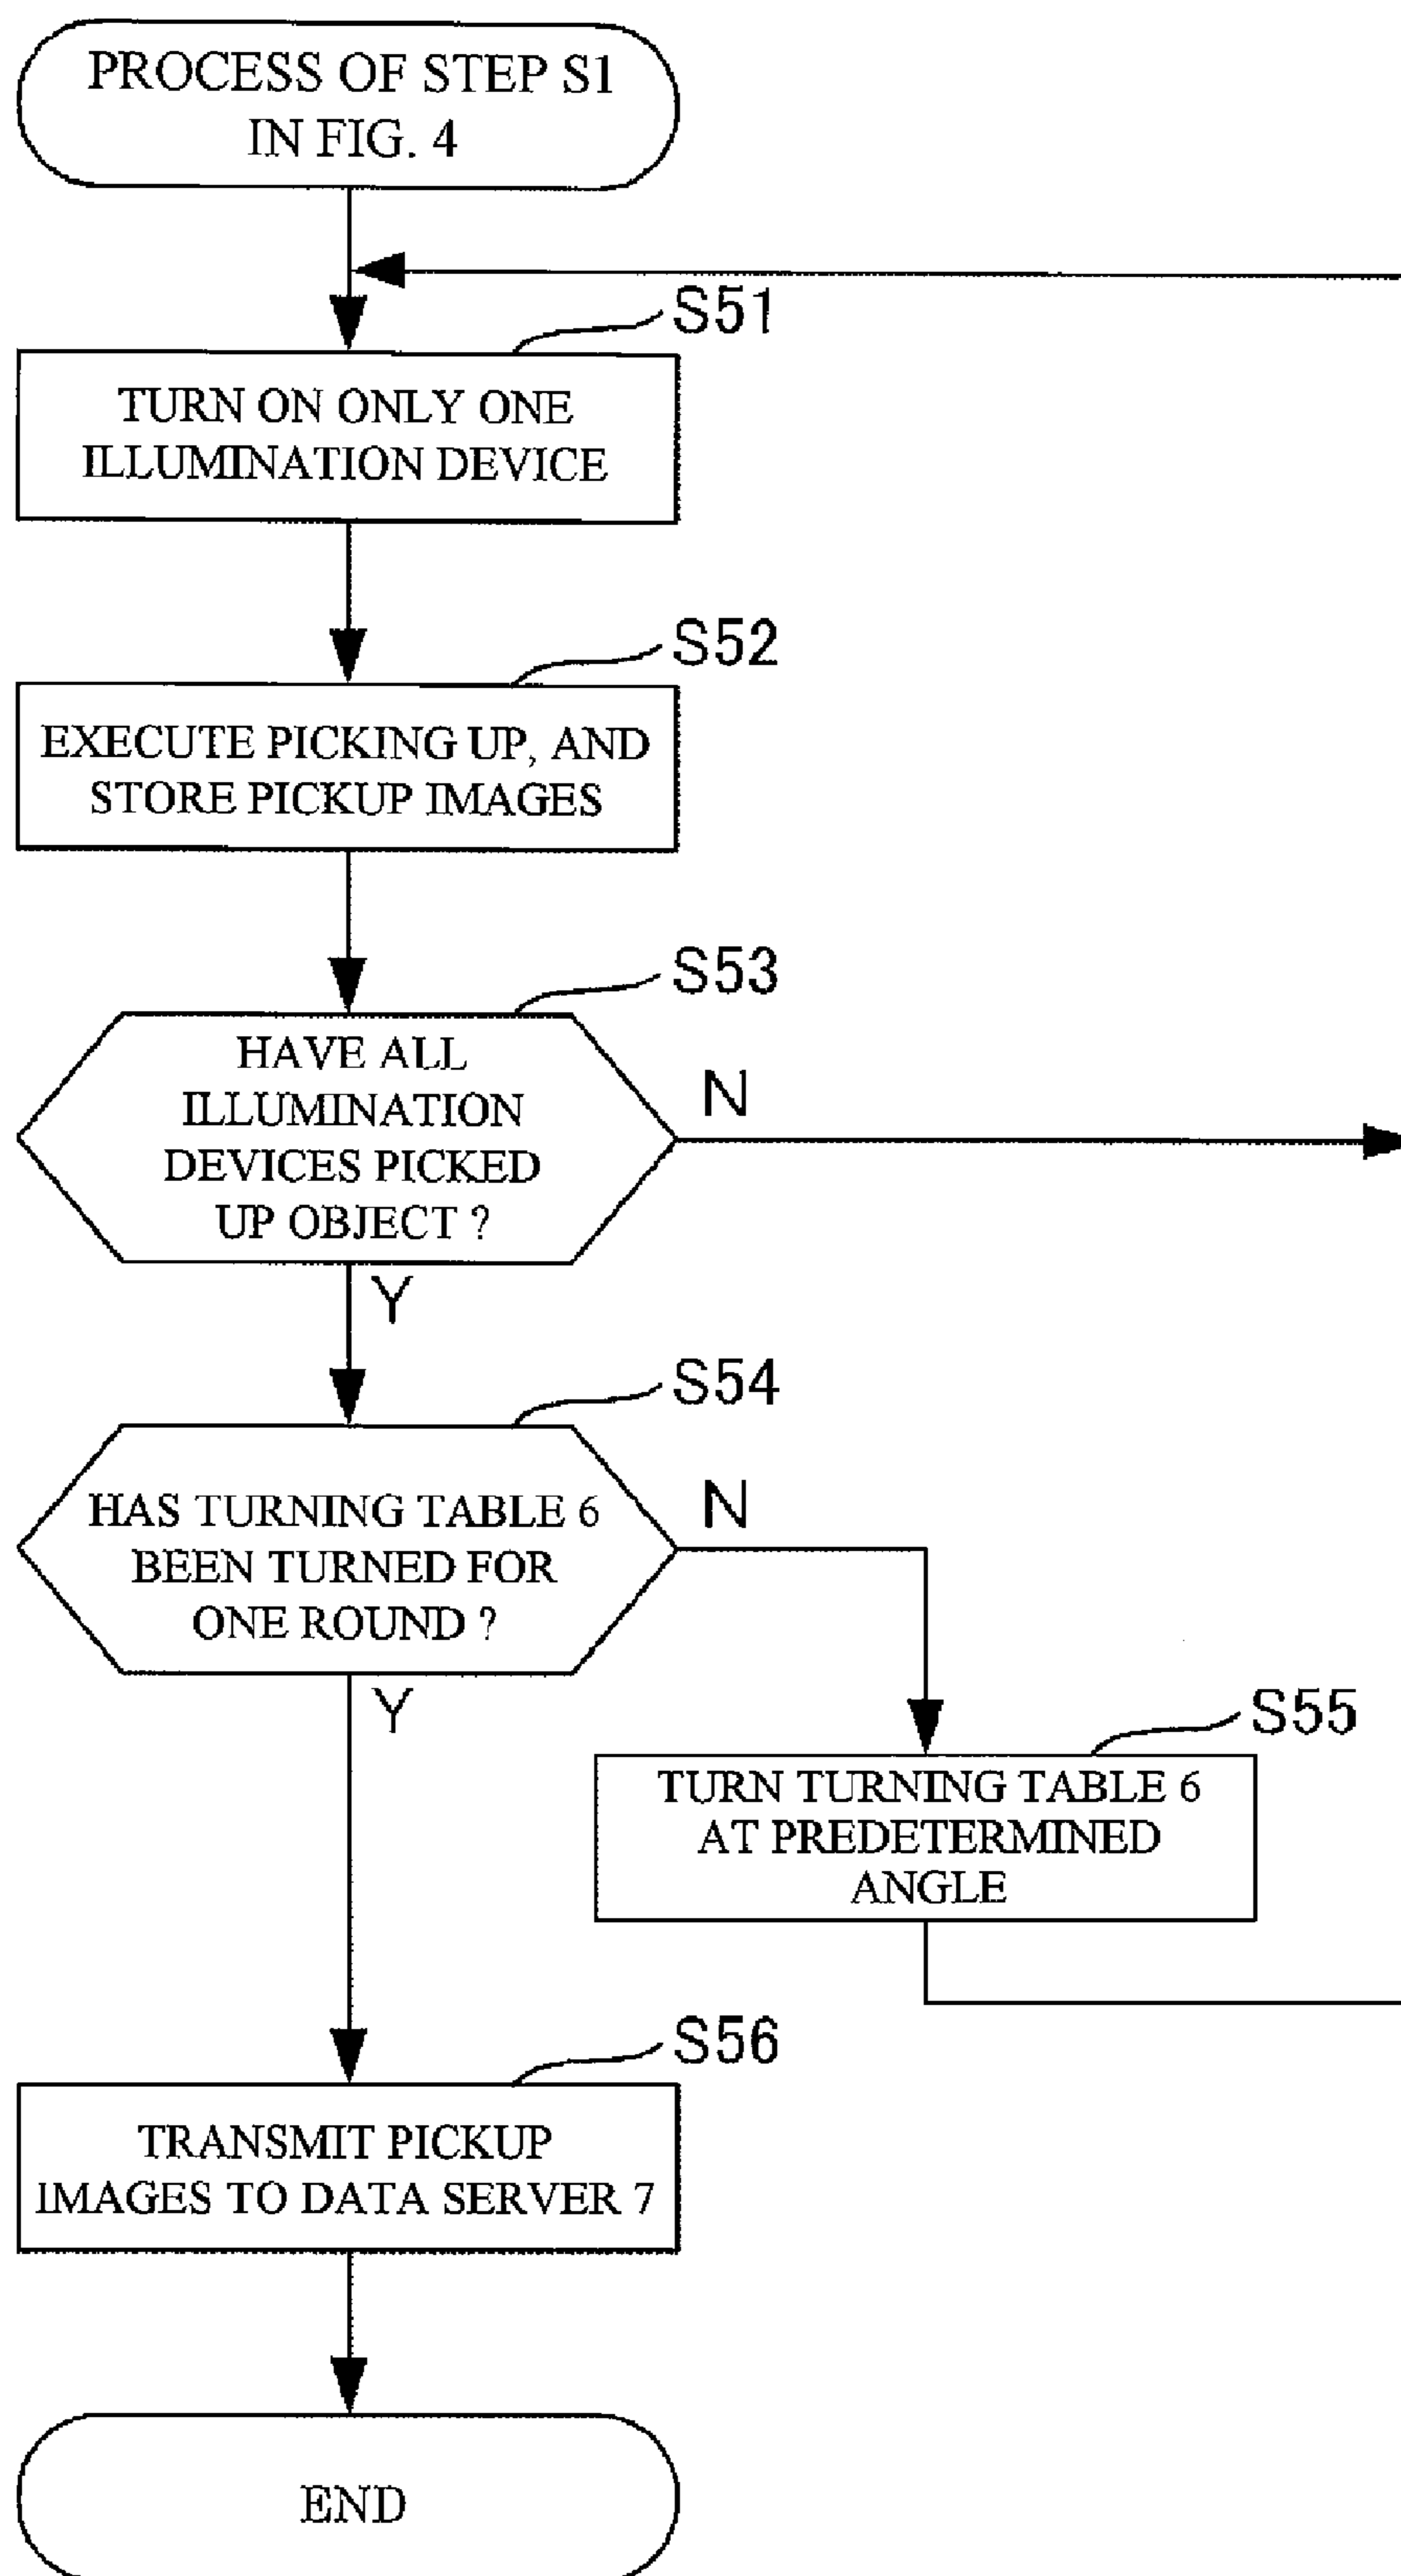 PROCESS OF STEP S1
IN FIG. 4
S51
TURN ON ONLY ONE
ILLUMINATION DEVICE
S52
EXECUTE PICKING UP, AND
STORE PICKUP IMAGES
S53
HAVE ALL
ILLUMINATION
DEVICES PICKED
UP OBJECT ?
N
Y
S54
HAS TURNING TABLE 6
BEEN TURNED FOR
ONE ROUND ?
N
Y
S55
TURN TURNING TABLE 6
AT PREDETERMINED
ANGLE
S56
TRANSMIT PICKUP
IMAGES TO DATA SERVER 7
END